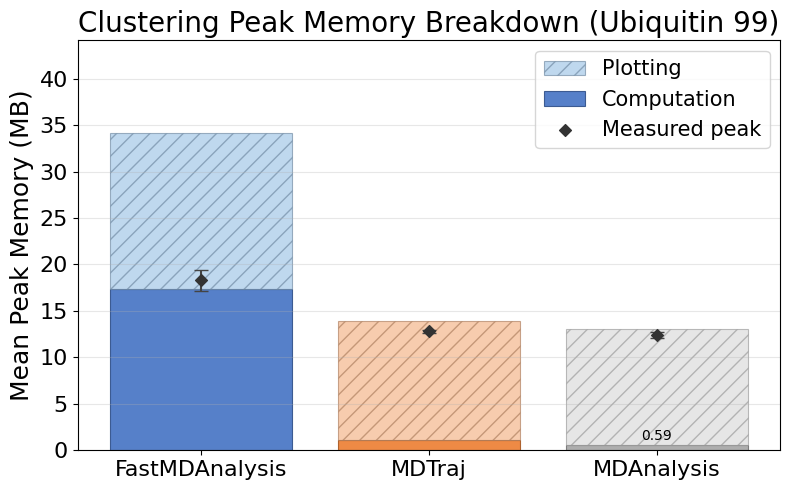 Clustering Peak Memory Breakdown (Ubiquitin 99)
Mean Peak Memory (MB)
40
35
30
25
20
15
10
5
0
Plotting
Computation
Measured peak
0.59
FastMDAnalysis
MDTraj
MDAnalysis